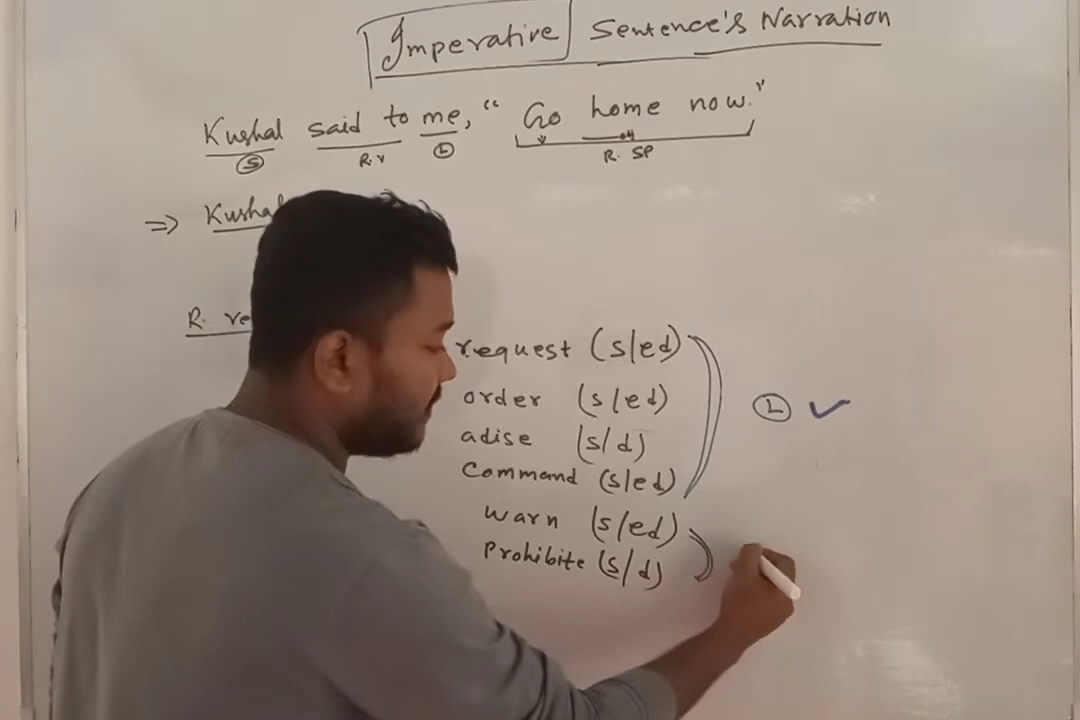 Imperative Sentence's Narration
Kushal said to me, "Go home now."
S R.v L R. SP
⇒ Kushal
R. ve
request (s/ed)
order (s/ed)
L ✓
adise (s/d)
Command (s/ed)
warn (s/ed)
Prohibite (s/d)